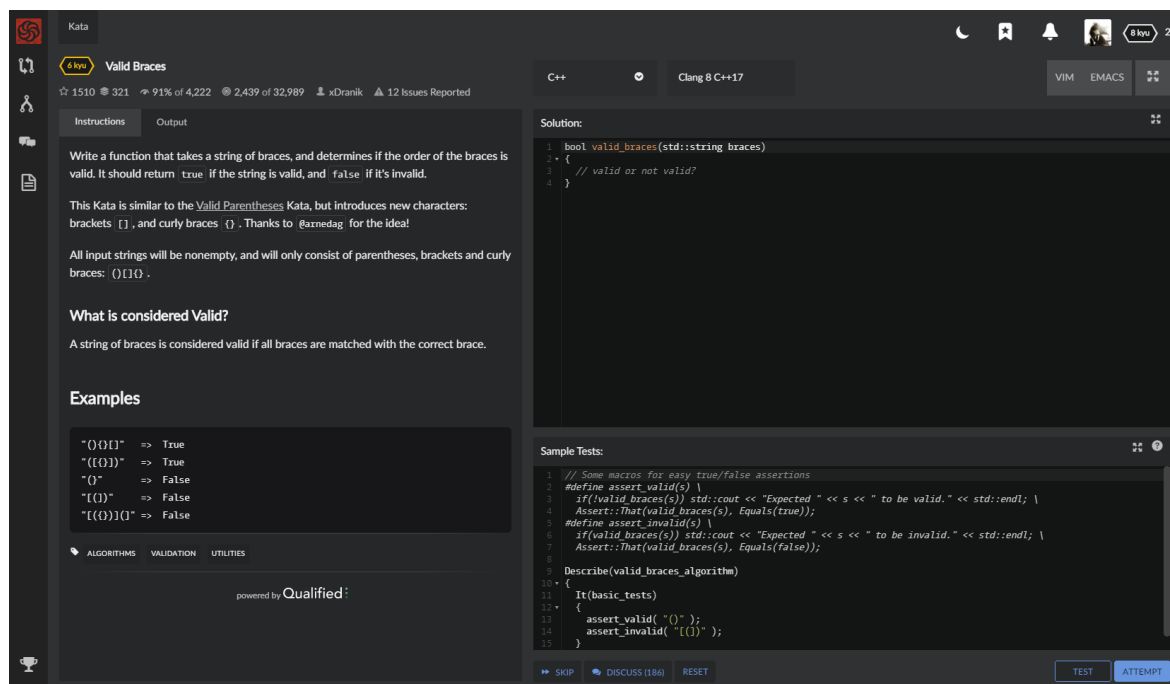 Kata
8 kyu
2
6 kyu
Valid Braces
1510 321 91% of 4,222 2,439 of 32,989 xDranik 12 Issues Reported
C++
Clang 8 C++17
VIM EMACS
Instructions Output
Write a function that takes a string of braces, and determines if the order of the braces is
valid. It should return true if the string is valid, and false if it's invalid.
This Kata is similar to the Valid Parentheses Kata, but introduces new characters:
brackets [], and curly braces {}. Thanks to @arnedag for the idea!
All input strings will be nonempty, and will only consist of parentheses, brackets and curly
braces: ()[]{}.
What is considered Valid?
A string of braces is considered valid if all braces are matched with the correct brace.
Examples
"(){}[]" => True
"([{}])" => True
"(}" => False
"[(])" => False
"[({})](]" => False
ALGORITHMS VALIDATION UTILITIES
powered by Qualified
Solution:
1 bool valid_braces(std::string braces)
2 {
3 // valid or not valid?
4 }
Sample Tests:
1 // Some macros for easy true/false assertions
2 #define assert_valid(s) \
3 if(!valid_braces(s)) std::cout << "Expected " << s << " to be valid." << std::endl; \
4 Assert::That(valid_braces(s), Equals(true));
5 #define assert_invalid(s) \
6 if(valid_braces(s)) std::cout << "Expected " << s << " to be invalid." << std::endl; \
7 Assert::That(valid_braces(s), Equals(false));
8
9 Describe(valid_braces_algorithm)
10 {
11 It(basic_tests)
12 {
13 assert_valid( "()" );
14 assert_invalid( "[(])" );
15 }
SKIP DISCUSS (186) RESET
TEST ATTEMPT